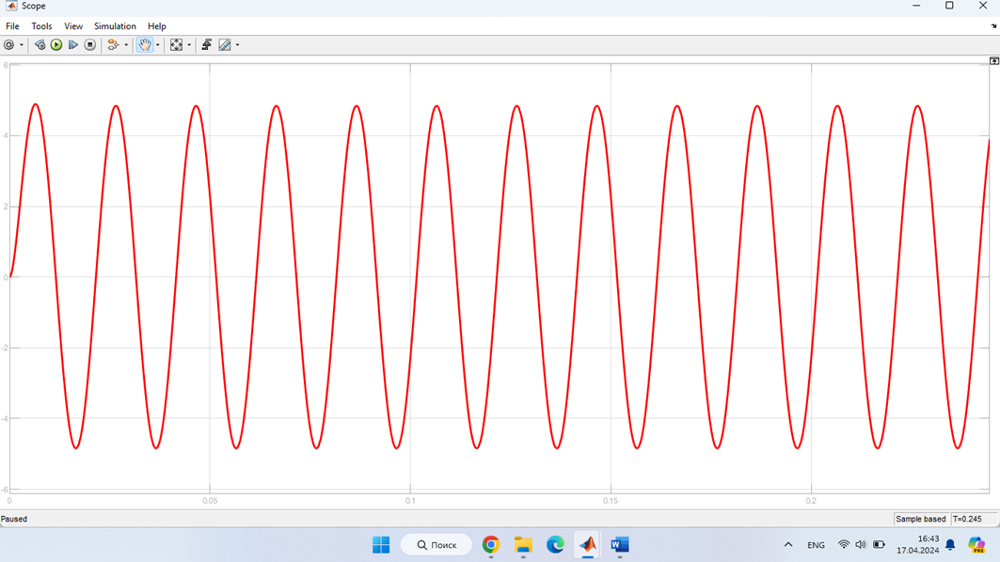 Scope
File Tools View Simulation Help
6
4
2
0
-2
-4
-6
0 0.05 0.1 0.15 0.2
Paused Sample based T=0.245
Поиск ENG 16:43
17.04.2024
PRE